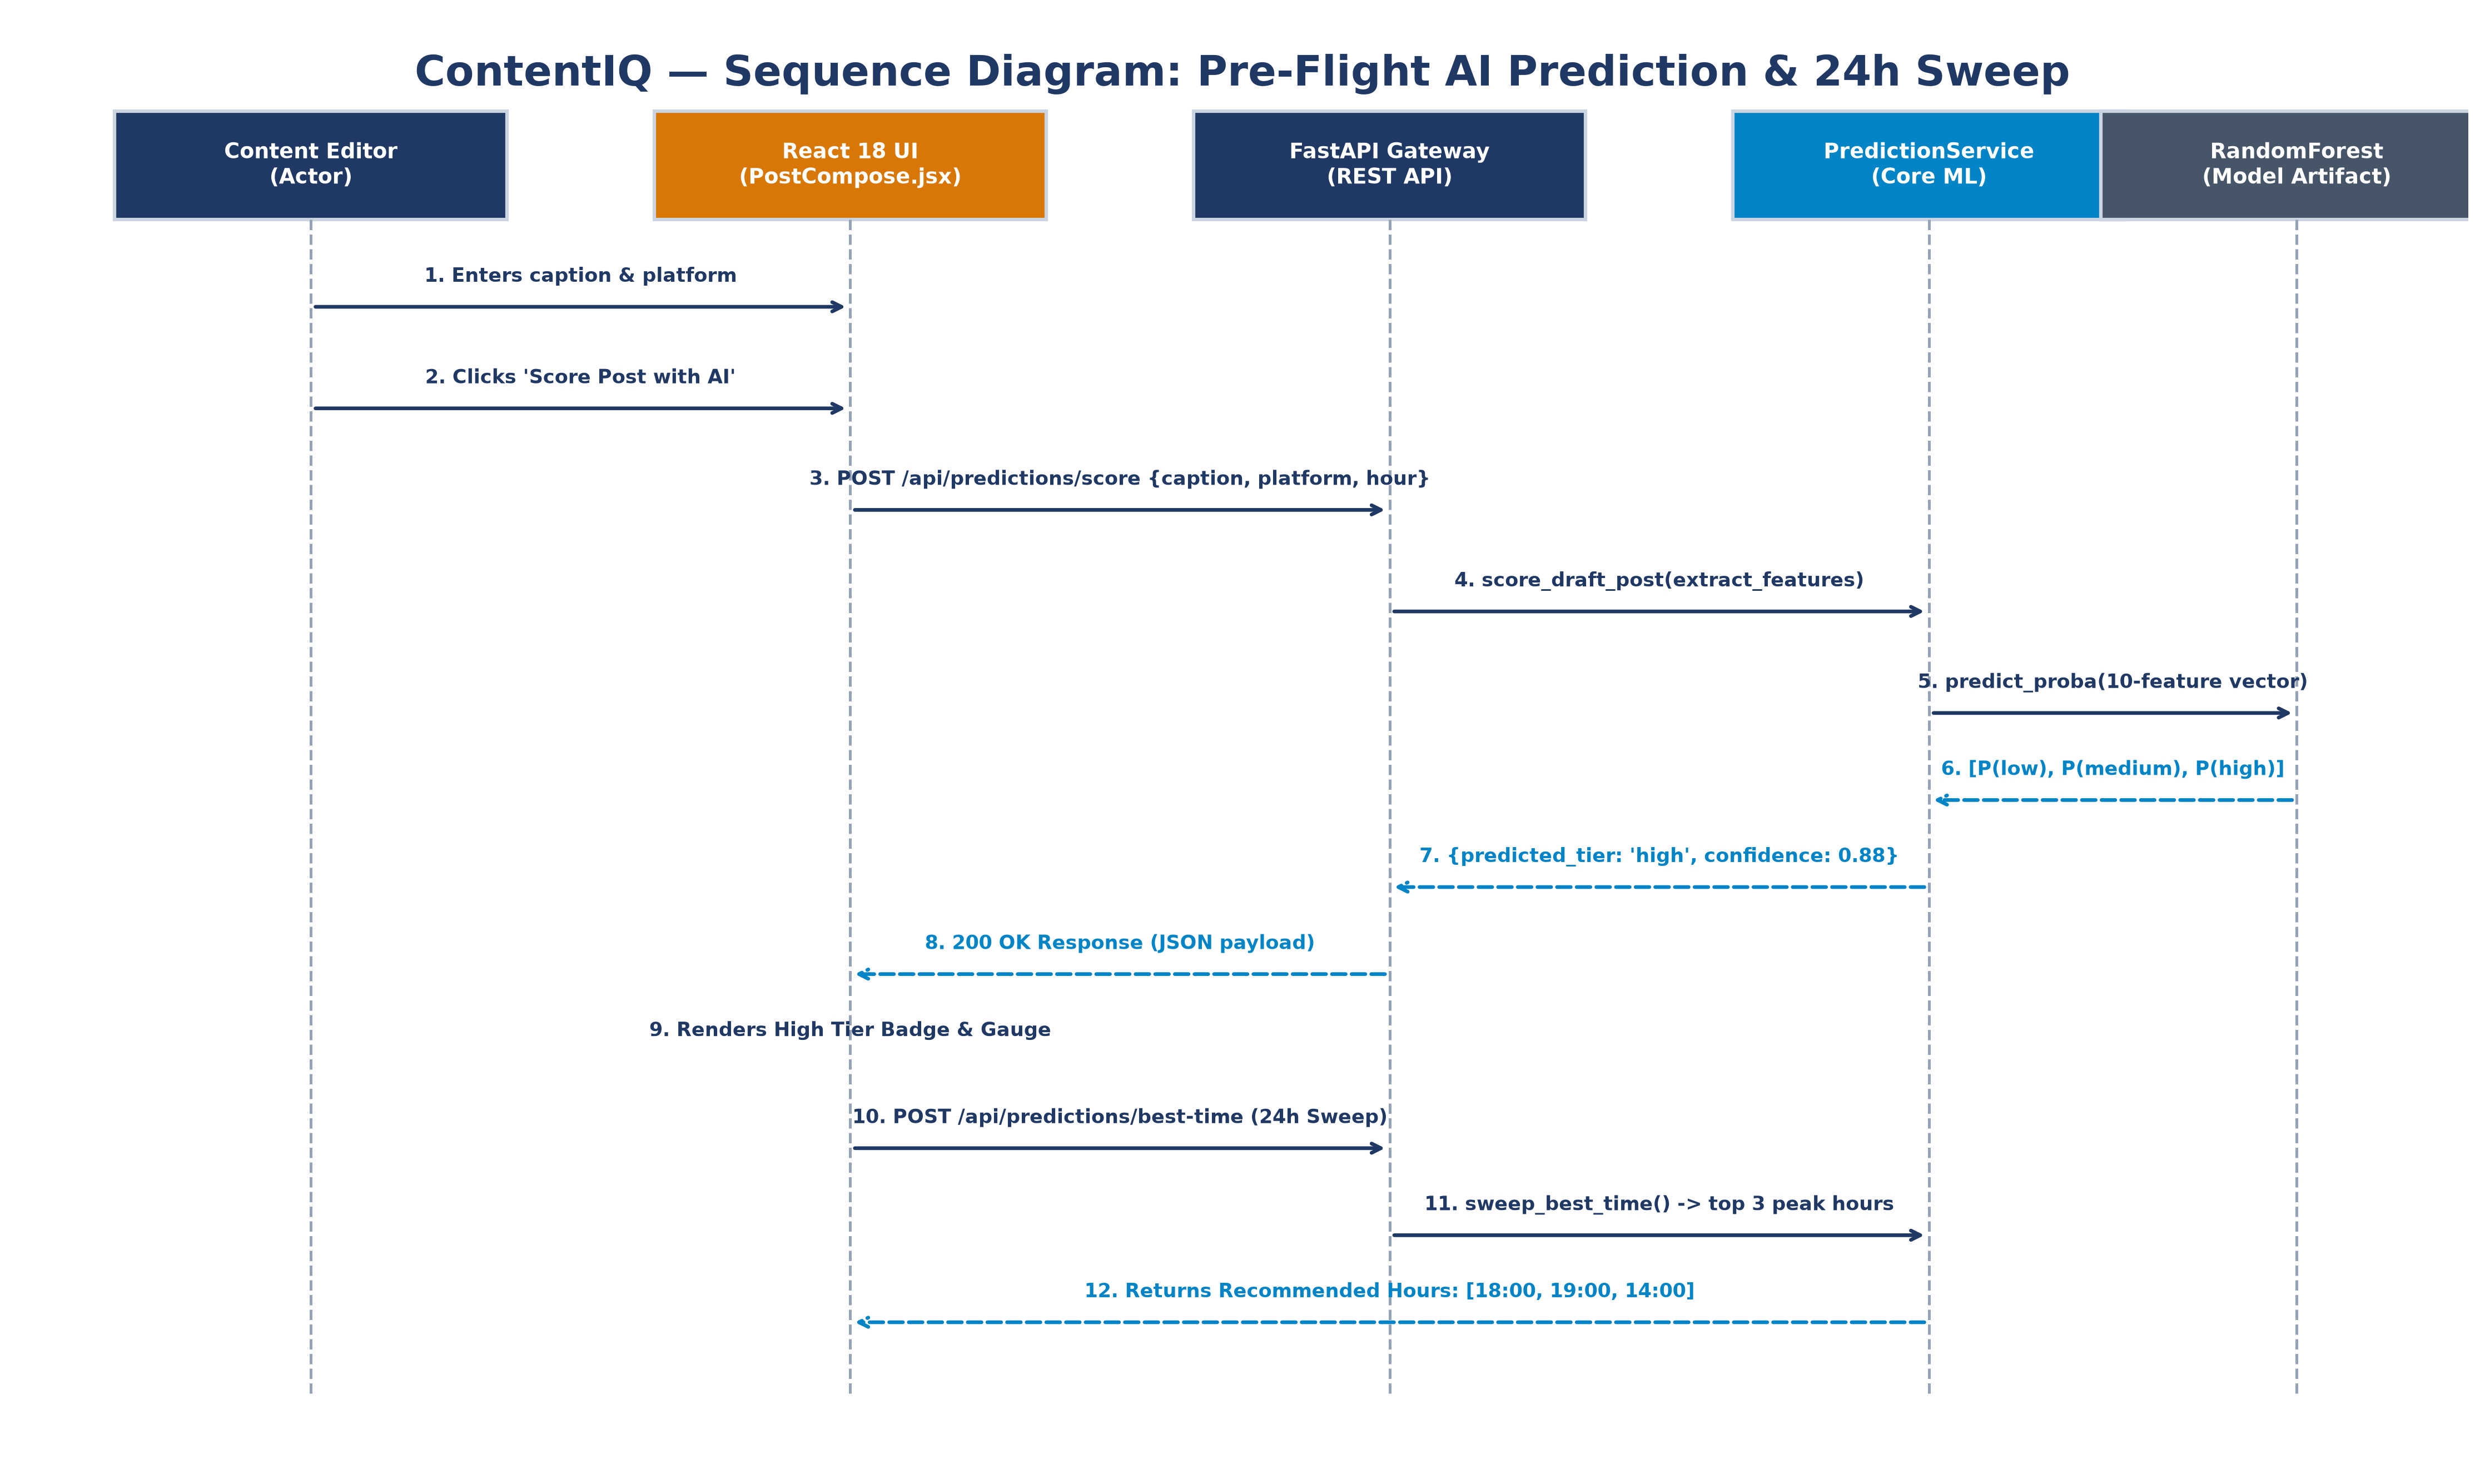 ContentIQ — Sequence Diagram: Pre-Flight AI Prediction & 24h Sweep
Content Editor
(Actor)
React 18 UI
(PostCompose.jsx)
FastAPI Gateway
(REST API)
PredictionService
(Core ML)
RandomForest
(Model Artifact)
1. Enters caption & platform
2. Clicks 'Score Post with AI'
3. POST /api/predictions/score {caption, platform, hour}
4. score_draft_post(extract_features)
5. predict_proba(10-feature vector)
6. [P(low), P(medium), P(high)]
7. {predicted_tier: 'high', confidence: 0.88}
8. 200 OK Response (JSON payload)
9. Renders High Tier Badge & Gauge
10. POST /api/predictions/best-time (24h Sweep)
11. sweep_best_time() -> top 3 peak hours
12. Returns Recommended Hours: [18:00, 19:00, 14:00]